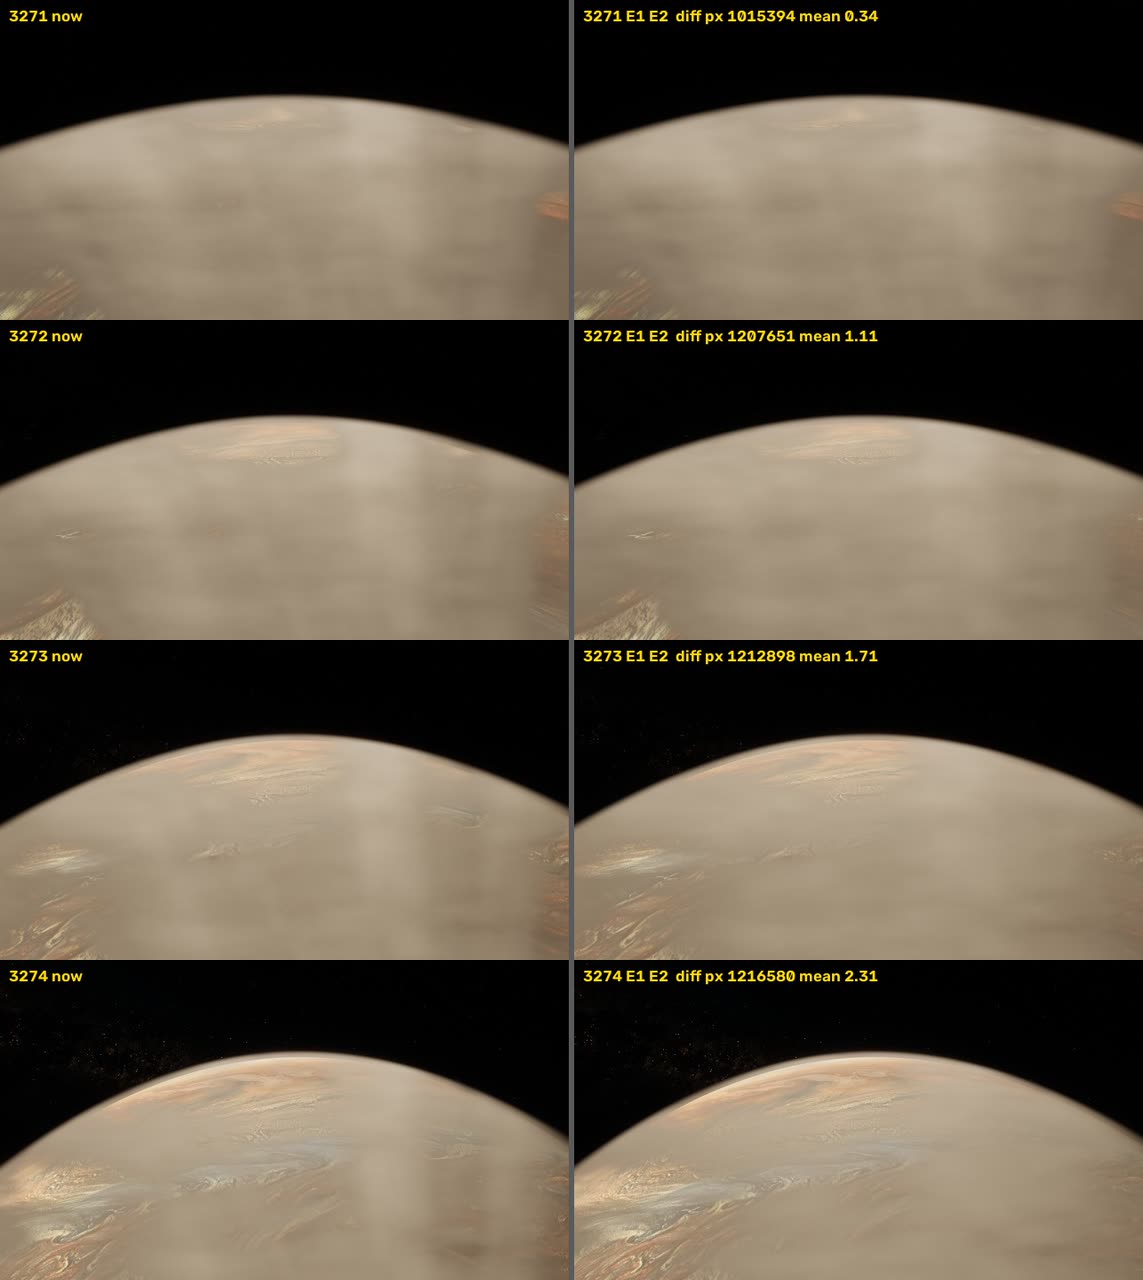 3271 now
3271 E1 E2 diff px 1015394 mean 0.34
3272 now
3272 E1 E2 diff px 1207651 mean 1.11
3273 now
3273 E1 E2 diff px 1212898 mean 1.71
3274 now
3274 E1 E2 diff px 1216580 mean 2.31